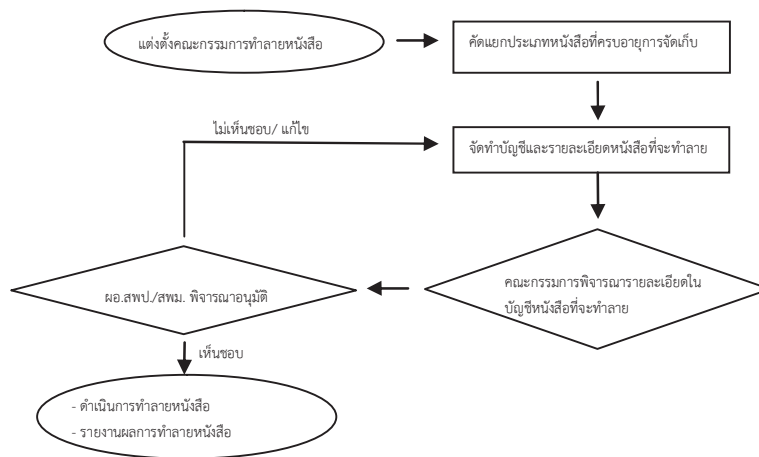 แต่งตั้งคณะกรรมการทำลายหนังสือ
คัดแยกประเภทหนังสือที่ครบอายุการจัดเก็บ
ไม่เห็นชอบ/ แก้ไข
จัดทำบัญชีและรายละเอียดหนังสือที่จะทำลาย
คณะกรรมการพิจารณารายละเอียดใน
บัญชีหนังสือที่จะทำลาย
ผอ.สพป./สพม. พิจารณาอนุมัติ
เห็นชอบ
- ดำเนินการทำลายหนังสือ
- รายงานผลการทำลายหนังสือ